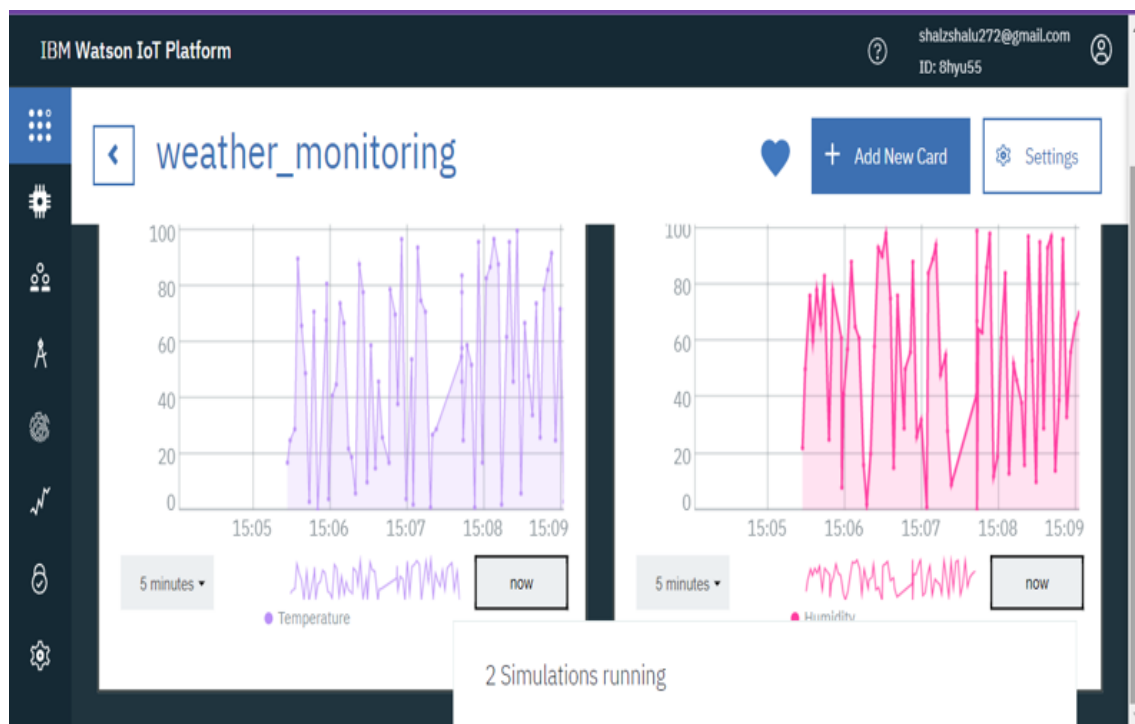 IBM Watson IoT Platform
shalzshalu272@gmail.com
ID: 8hyu55
weather_monitoring
Add New Card
Settings
100
80
60
40
20
0
15:05 15:06 15:07 15:08 15:09
5 minutes
now
Temperature
100
80
60
40
20
0
15:05 15:06 15:07 15:08 15:09
5 minutes
now
Humidity
2 Simulations running